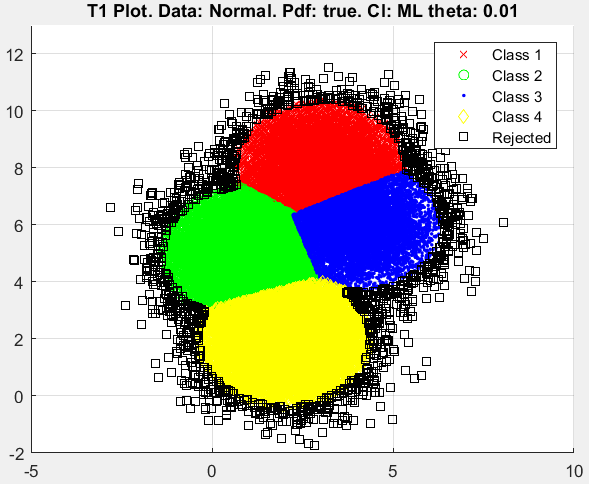 T1 Plot. Data: Normal. Pdf: true. Cl: ML theta: 0.01
12
10
8
6
4
2
0
-2
-5
0
5
10
Class 1
Class 2
Class 3
Class 4
Rejected